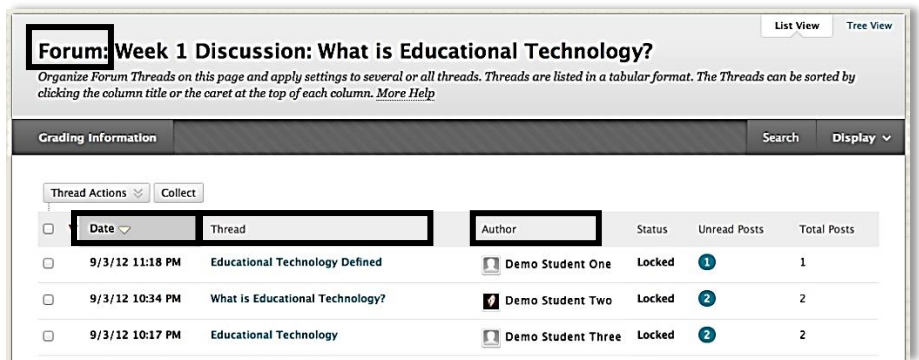 List View Tree View
Forum: Week 1 Discussion: What is Educational Technology?
Organize Forum Threads on this page and apply settings to several or all threads. Threads are listed in a tabular format. The Threads can be sorted by
clicking the column title or the caret at the top of each column. More Help
Grading Information Search Display
Thread Actions Collect
Date Thread Author Status Unread Posts Total Posts
9/3/12 11:18 PM Educational Technology Defined Demo Student One Locked 1 1
9/3/12 10:34 PM What is Educational Technology? Demo Student Two Locked 2 2
9/3/12 10:17 PM Educational Technology Demo Student Three Locked 2 2